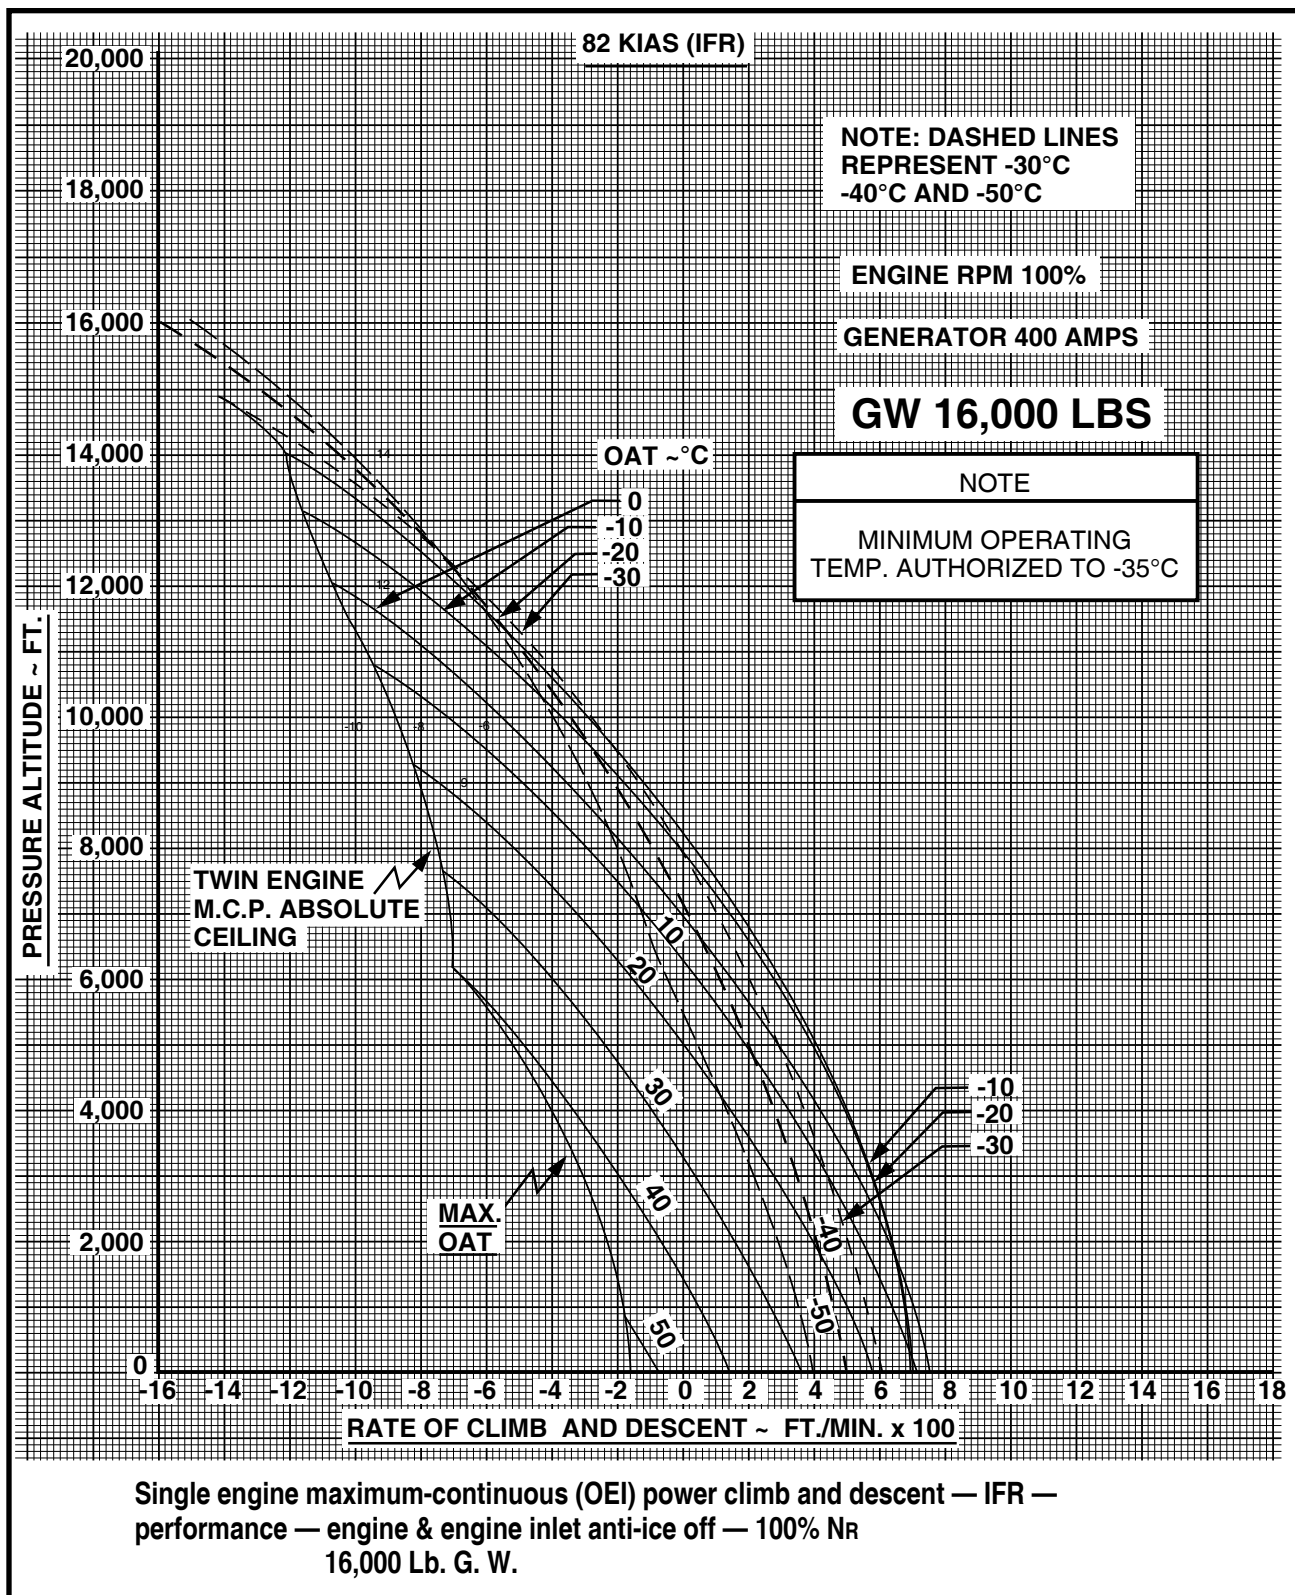 82 KIAS (IFR)
20,000
18,000
16,000
14,000
12,000
10,000
8,000
6,000
4,000
2,000
0
PRESSURE ALTITUDE ~ FT.
NOTE: DASHED LINES
REPRESENT -30°C
-40°C AND -50°C
ENGINE RPM 100%
GENERATOR 400 AMPS
GW 16,000 LBS
NOTE
MINIMUM OPERATING
TEMP. AUTHORIZED TO -35°C
OAT ~°C
0
-10
-20
-30
14
12
-10
-8
-6
9
TWIN ENGINE
M.C.P. ABSOLUTE
CEILING
10
20
30
40
50
-40
-50
-10
-20
-30
MAX.
OAT
-16 -14 -12 -10 -8 -6 -4 -2 0 2 4 6 8 10 12 14 16 18
RATE OF CLIMB AND DESCENT ~ FT./MIN. x 100
Single engine maximum-continuous (OEI) power climb and descent — IFR —
performance — engine & engine inlet anti-ice off — 100% NR
16,000 Lb. G. W.